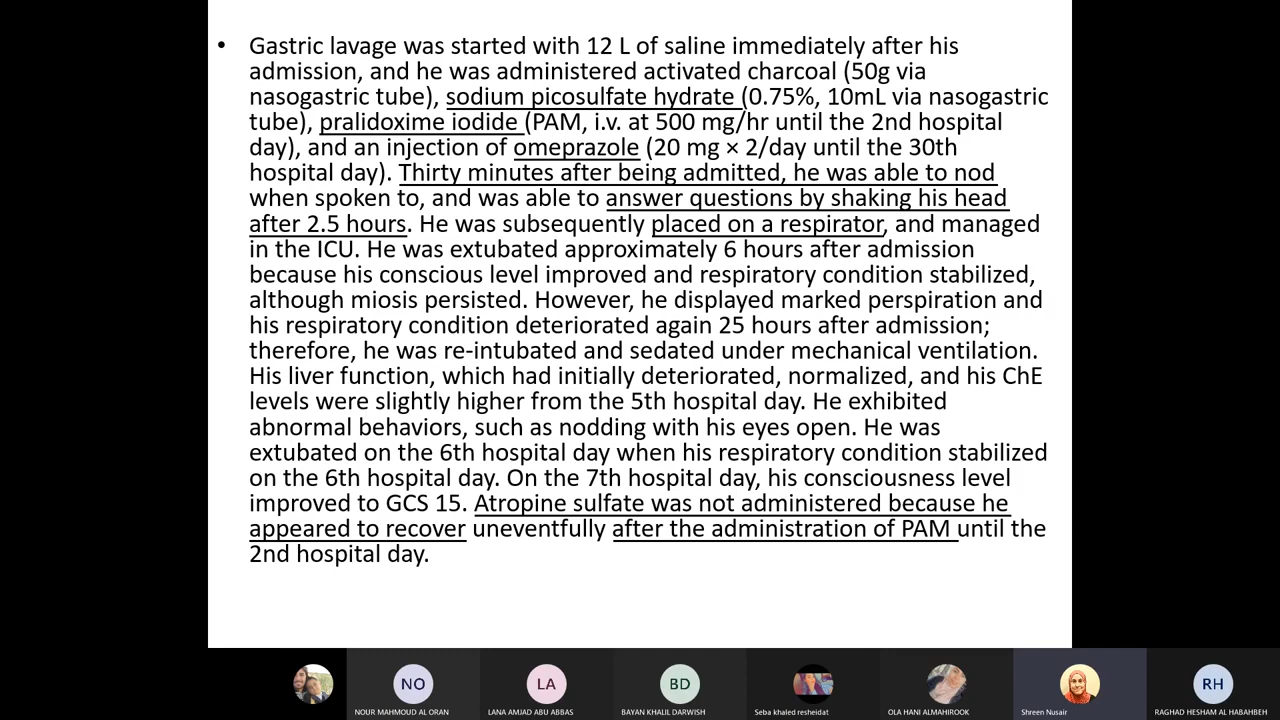 • Gastric lavage was started with 12 L of saline immediately after his
admission, and he was administered activated charcoal (50g via
nasogastric tube), sodium picosulfate hydrate (0.75%, 10mL via nasogastric
tube), pralidoxime iodide (PAM, i.v. at 500 mg/hr until the 2nd hospital
day), and an injection of omeprazole (20 mg × 2/day until the 30th
hospital day). Thirty minutes after being admitted, he was able to nod
when spoken to, and was able to answer questions by shaking his head
after 2.5 hours. He was subsequently placed on a respirator, and managed
in the ICU. He was extubated approximately 6 hours after admission
because his conscious level improved and respiratory condition stabilized,
although miosis persisted. However, he displayed marked perspiration and
his respiratory condition deteriorated again 25 hours after admission;
therefore, he was re-intubated and sedated under mechanical ventilation.
His liver function, which had initially deteriorated, normalized, and his ChE
levels were slightly higher from the 5th hospital day. He exhibited
abnormal behaviors, such as nodding with his eyes open. He was
extubated on the 6th hospital day when his respiratory condition stabilized
on the 6th hospital day. On the 7th hospital day, his consciousness level
improved to GCS 15. Atropine sulfate was not administered because he
appeared to recover uneventfully after the administration of PAM until the
2nd hospital day.
NO LA BD RH
NOUR MAHMOUD AL ORAN LANA AMJAD ABU ABBAS BAYAN KHALIL DARWISH Seba khaled resheidat OLA HANI ALMAHIROOK Shreen Nusair RAGHAD HESHAM AL HABAHBEH